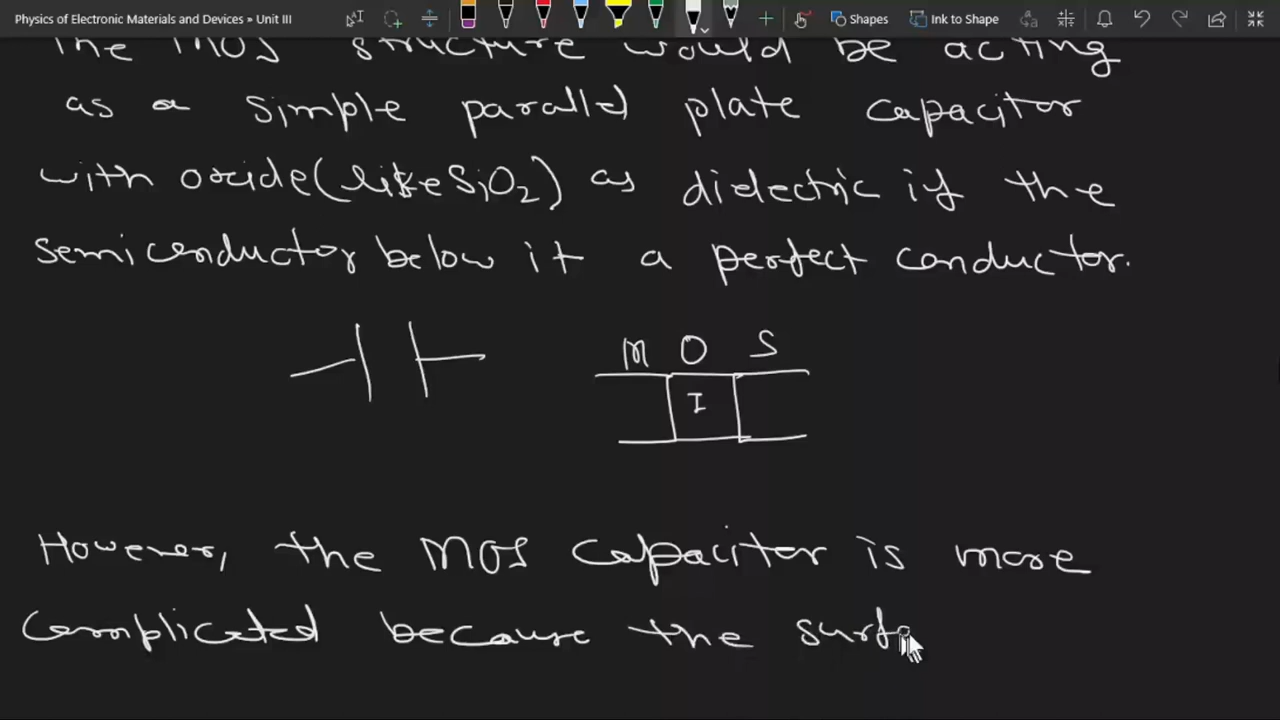 Physics of Electronic Materials and Devices » Unit III
Shapes
Ink to Shape
The MOS structure would be acting
as a simple parallel plate capacitor
with oxide (like SiO2) as dielectric if the
semiconductor below it a perfect conductor.
M O S
I
However, the MOS capacitor is more
complicated because the surfa